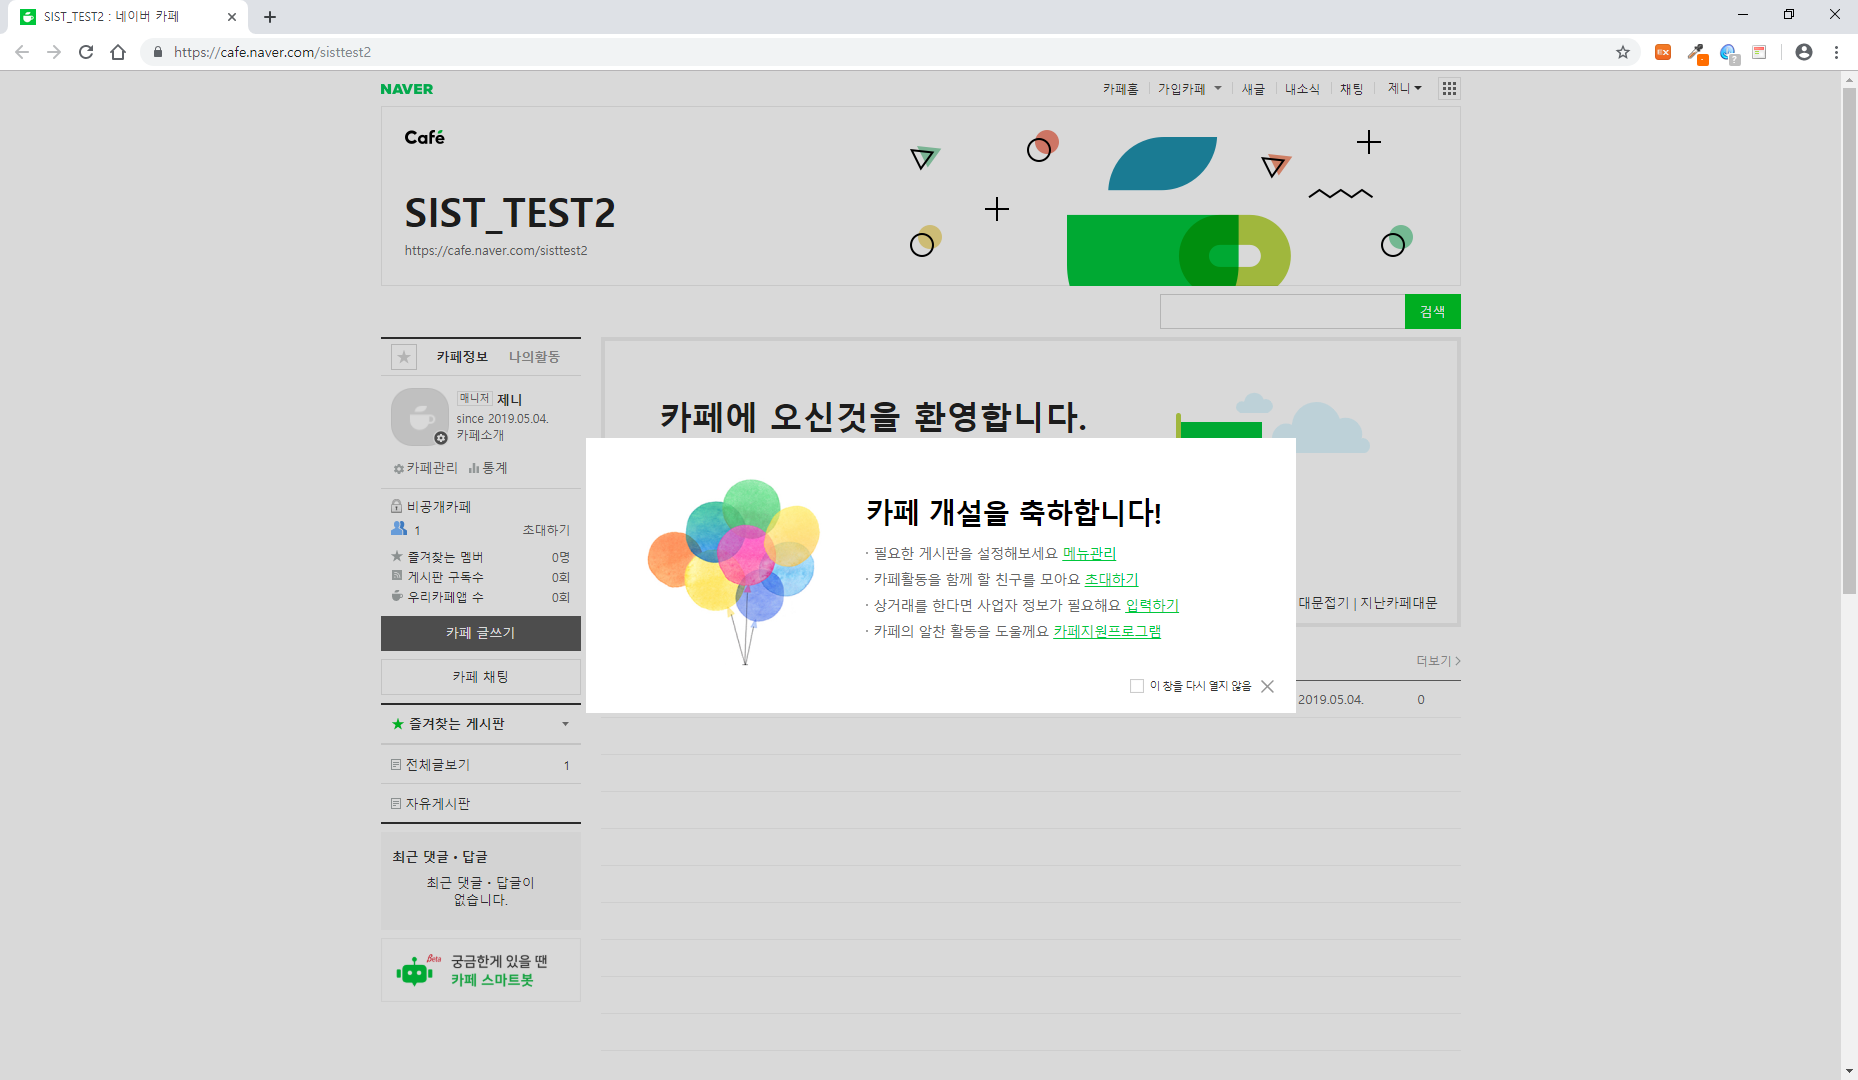 SIST_TEST2 : 네이버 카페
https://cafe.naver.com/sisttest2
NAVER
카페홈 가입카페 새글 내소식 채팅 제니
Café
SIST_TEST2
https://cafe.naver.com/sisttest2
검색
카페정보 나의활동
매니저 제니
since 2019.05.04.
카페소개
카페관리 통계
비공개카페
1 초대하기
즐겨찾는 멤버 0명
게시판 구독수 0회
우리카페앱 수 0회
카페 글쓰기
카페 채팅
즐겨찾는 게시판
전체글보기 1
자유게시판
최근 댓글 · 답글
최근 댓글 · 답글이
없습니다.
Beta
궁금한게 있을 땐
카페 스마트봇
카페에 오신것을 환영합니다.
카페 개설을 축하합니다!
· 필요한 게시판을 설정해보세요 메뉴관리
· 카페활동을 함께 할 친구를 모아요 초대하기
· 상거래를 한다면 사업자 정보가 필요해요 입력하기
· 카페의 알찬 활동을 도울께요 카페지원프로그램
이 창을 다시 열지 않음
대문접기 | 지난카페대문
더보기
2019.05.04. 0